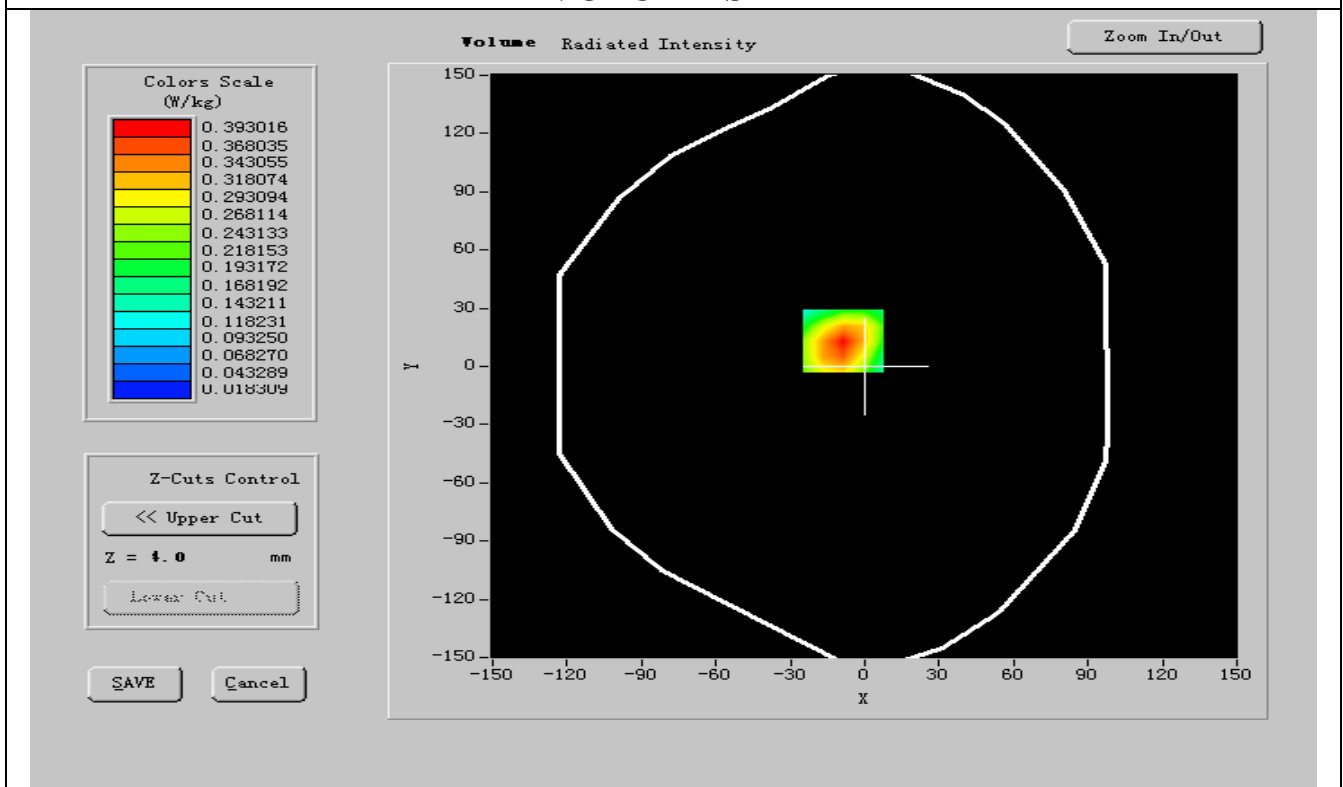 Volume Radiated Intensity
Zoom In/Out
Colors Scale
(W/kg)
0.393016
0.368035
0.343055
0.318074
0.293094
0.268114
0.243133
0.218153
0.193172
0.168192
0.143211
0.118231
0.093250
0.068270
0.043289
0.018309
Z-Cuts Control
<< Upper Cut
Z = 4.0 mm
Lower Cut
SAVE
Cancel
150
120
90
60
30
0
-30
-60
-90
-120
-150
Y
-150 -120 -90 -60 -30 0 30 60 90 120 150
X